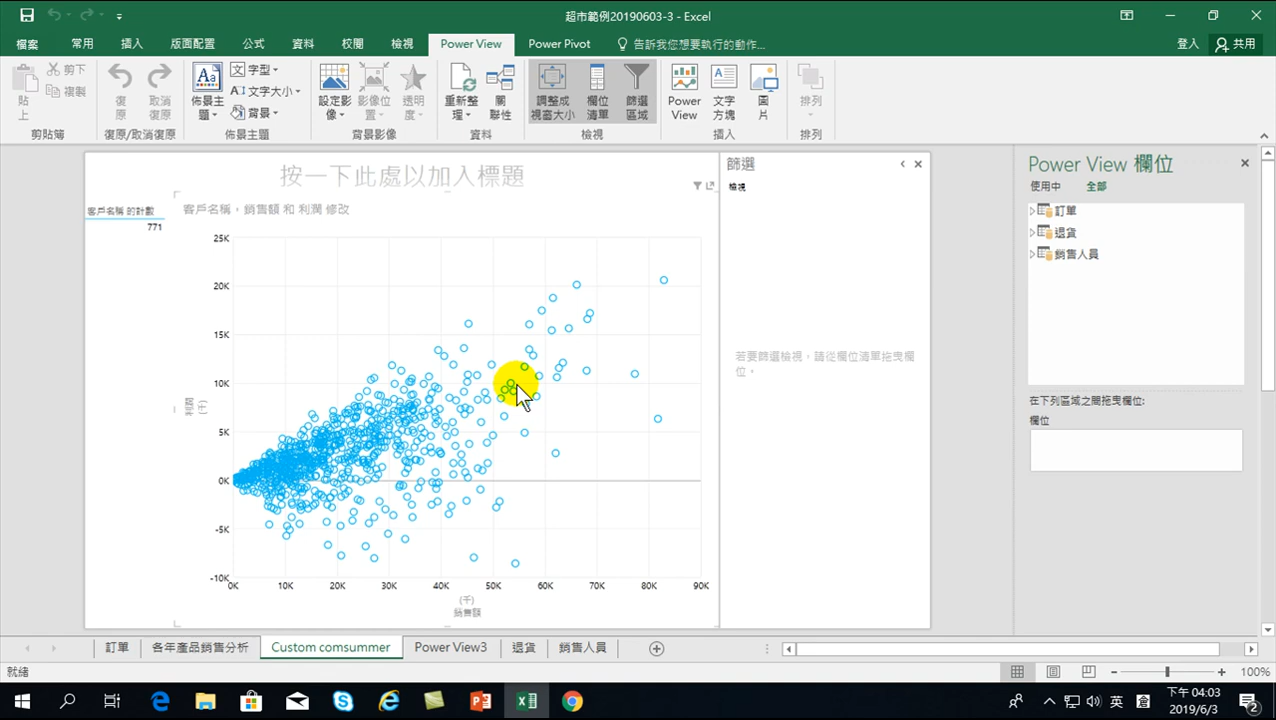 超市範例20190603-3 - Excel
檔案 常用 插入 版面配置 公式 資料 校閱 檢視 Power View Power Pivot 告訴我您想要執行的動作... 登入 共用
貼上 剪下 複製
復原 取消復原
佈景主題 字型 文字大小 背景
設定影像 影像位置 透明度
重新整理 關聯性
調整成視窗大小 欄位清單 篩選區域
Power View 文字方塊 圖片
排列
剪貼簿 復原/取消復原 佈景主題 背景影像 資料 檢視 插入 排列
按一下此處以加入標題
客戶名稱 的計數
771
客戶名稱，銷售額 和 利潤 修改
25K
20K
15K
10K
5K
0K
-5K
-10K
利潤
(千)
0K 10K 20K 30K 40K 50K 60K 70K 80K 90K
(千)
銷售額
篩選
檢視
若要篩選檢視，請從欄位清單拖曳欄
位。
Power View 欄位
使用中 全部
訂單
退貨
銷售人員
在下列區域之間拖曳欄位:
欄位
訂單 各年產品銷售分析 Custom comsummer Power View3 退貨 銷售人員
就緒 100%
英 下午 04:03
2019/6/3 2